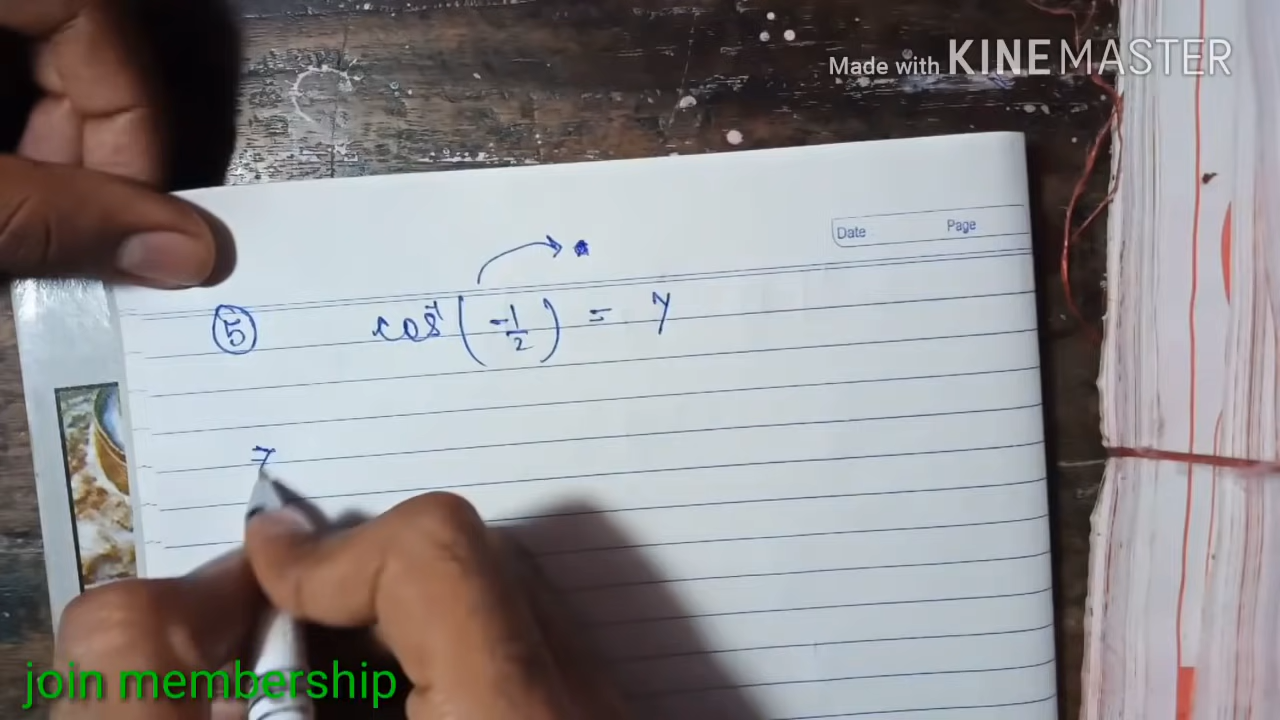 Made with KINEMASTER
Date Page
⑤ cos⁻¹(-1/2) = y
⇒
join membership